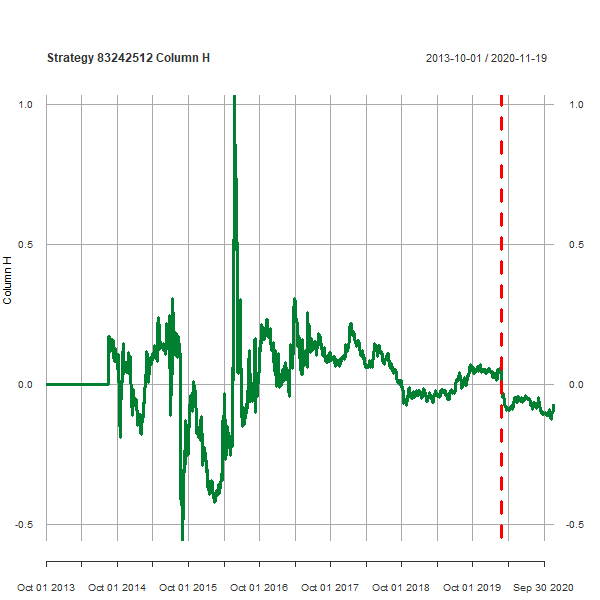 Strategy 83242512 Column H 2013-10-01 / 2020-11-19
1.0 1.0
0.5 0.5
Column H
0.0 0.0
-0.5 -0.5
Oct 01 2013 Oct 01 2014 Oct 01 2015 Oct 01 2016 Oct 01 2017 Oct 01 2018 Oct 01 2019 Sep 30 2020